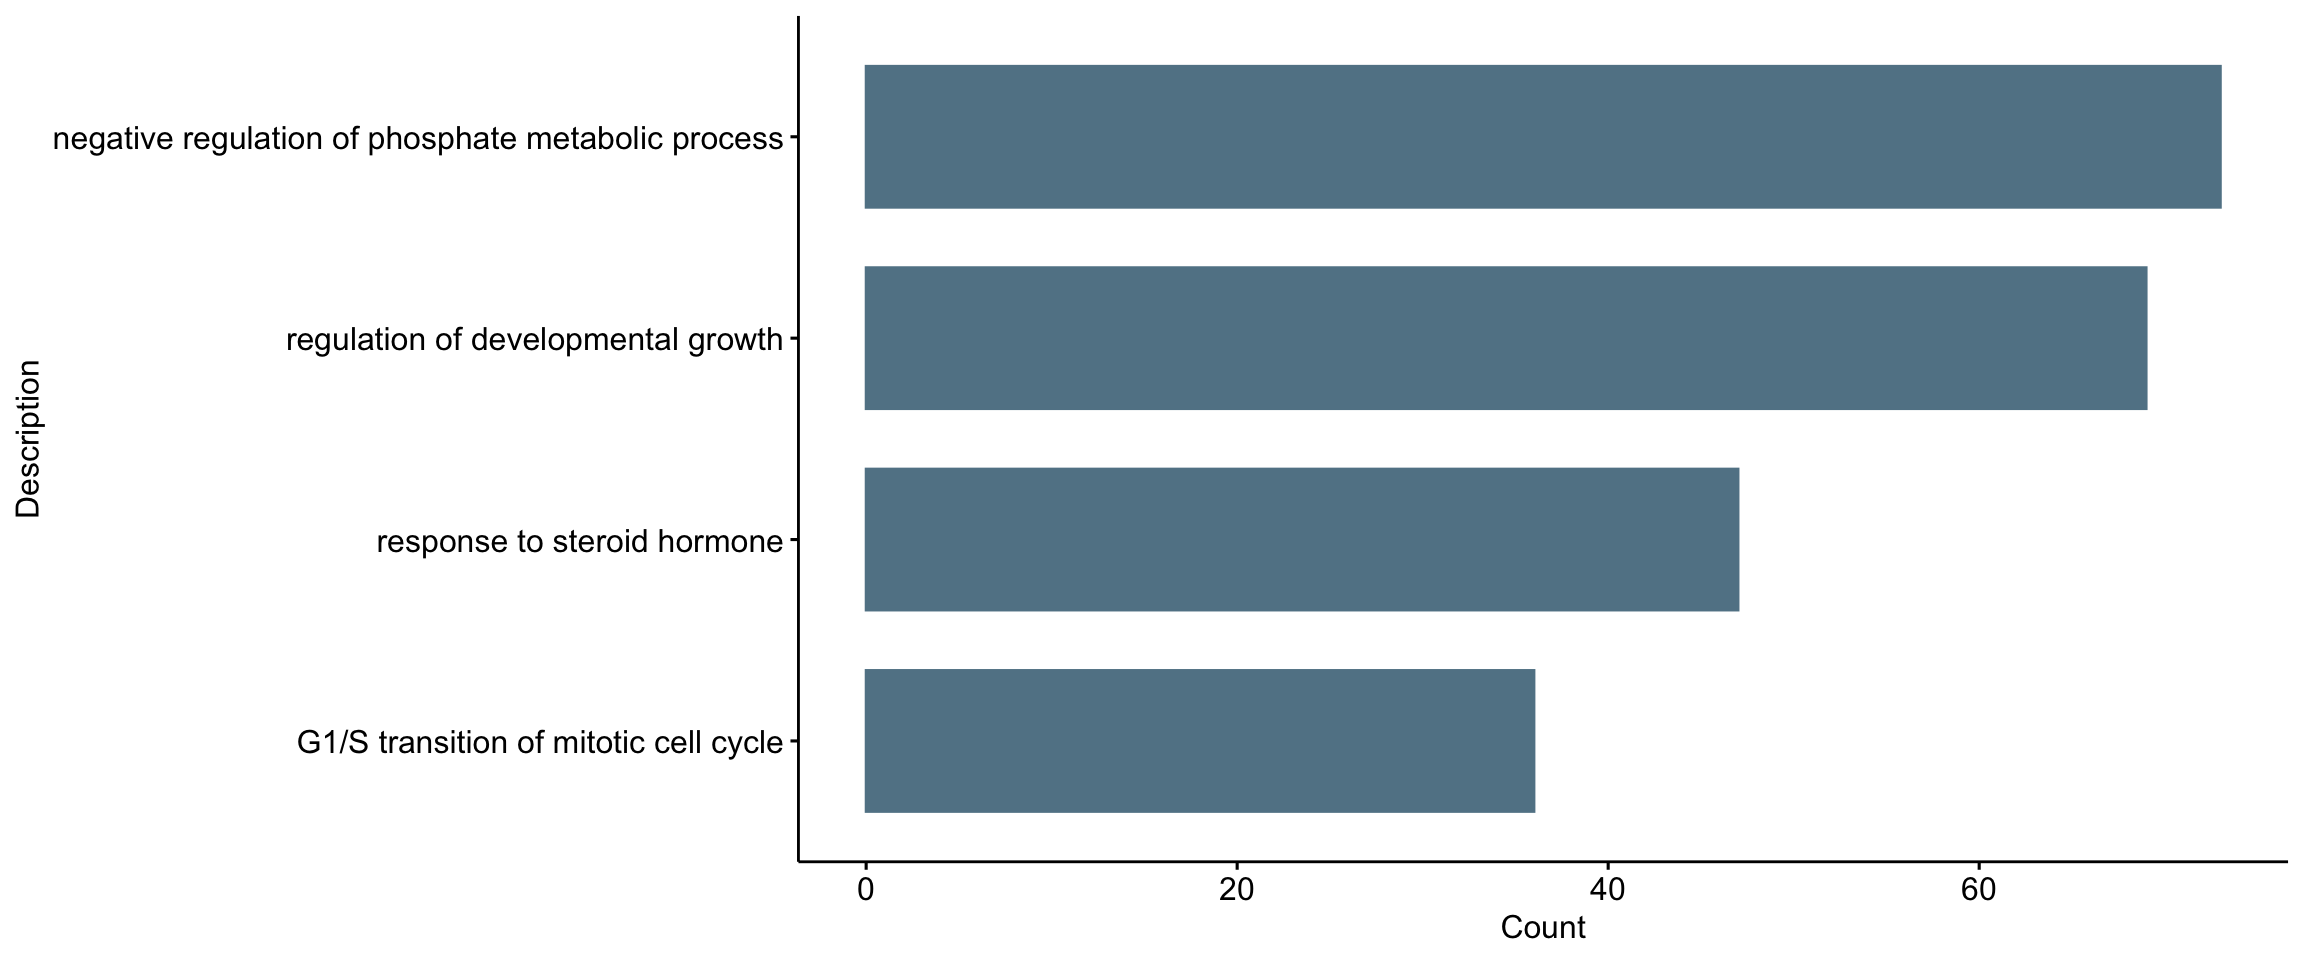 negative regulation of phosphate metabolic process
regulation of developmental growth
response to steroid hormone
G1/S transition of mitotic cell cycle
Description
0
20
40
60
Count